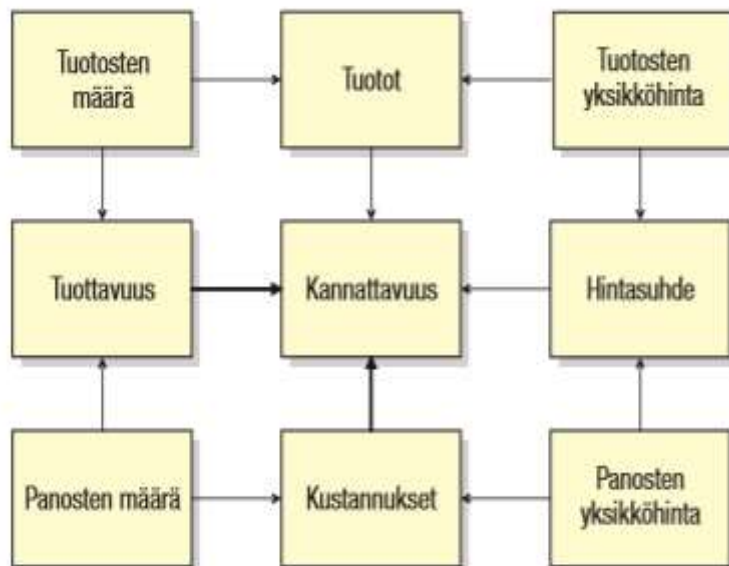 Tuotosten
määrä
Tuotot
Tuotosten
yksikköhinta
Tuottavuus
Kannattavuus
Hintasuhde
Panosten määrä
Kustannukset
Panosten
yksikköhinta